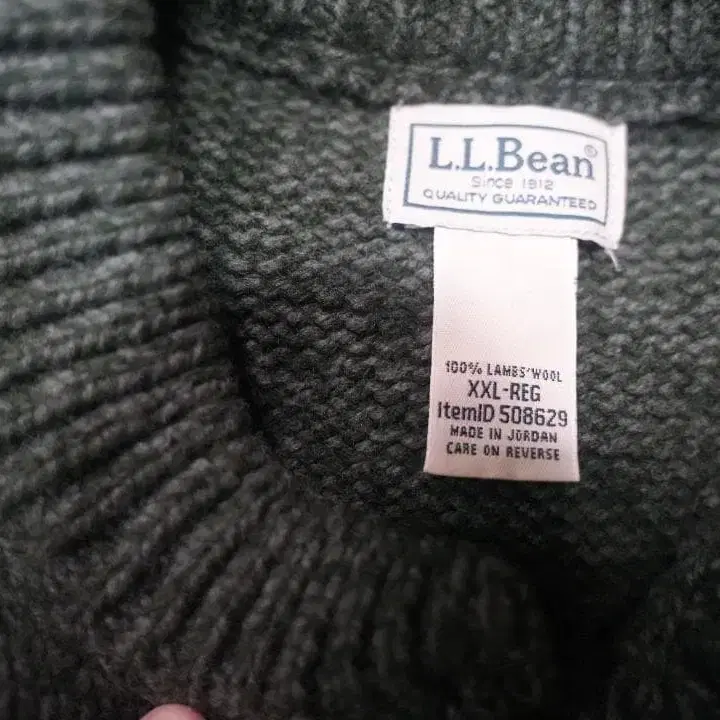 L.L.Bean®
Since 1912
QUALITY GUARANTEED
100% LAMBS' WOOL
XXL-REG
ItemID 508629
MADE IN JORDAN
CARE ON REVERSE